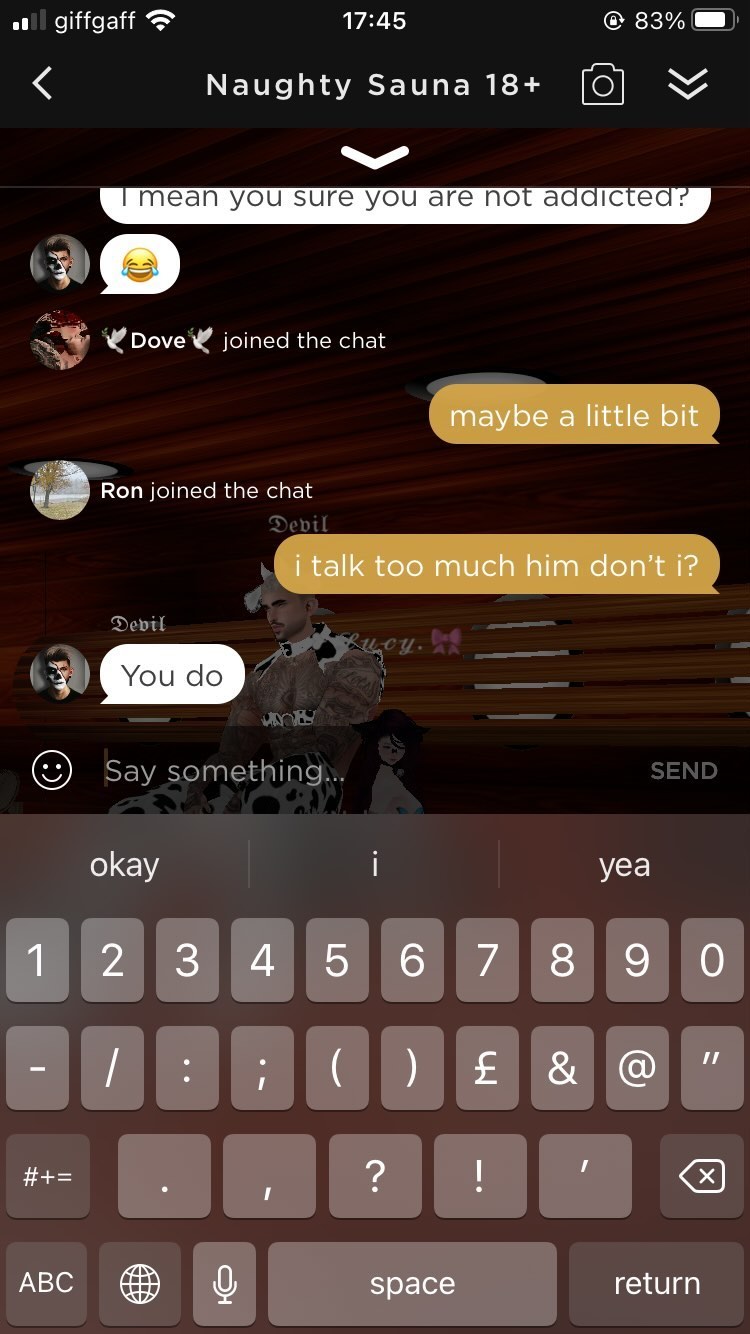 giffgaff 17:45 83%
Naughty Sauna 18+
I mean you sure you are not addicted?
😂
🕊Dove🕊 joined the chat
maybe a little bit
Ron joined the chat
𝕯𝖊𝖛𝖎𝖑
i talk too much him don’t i?
𝕯𝖊𝖛𝖎𝖑
𝓛𝓾𝓬𝔂. 🎀
You do
Say something... SEND
okay i yea
1 2 3 4 5 6 7 8 9 0
- / : ; ( ) £ & @ "
#+= . , ? ! '
ABC space return